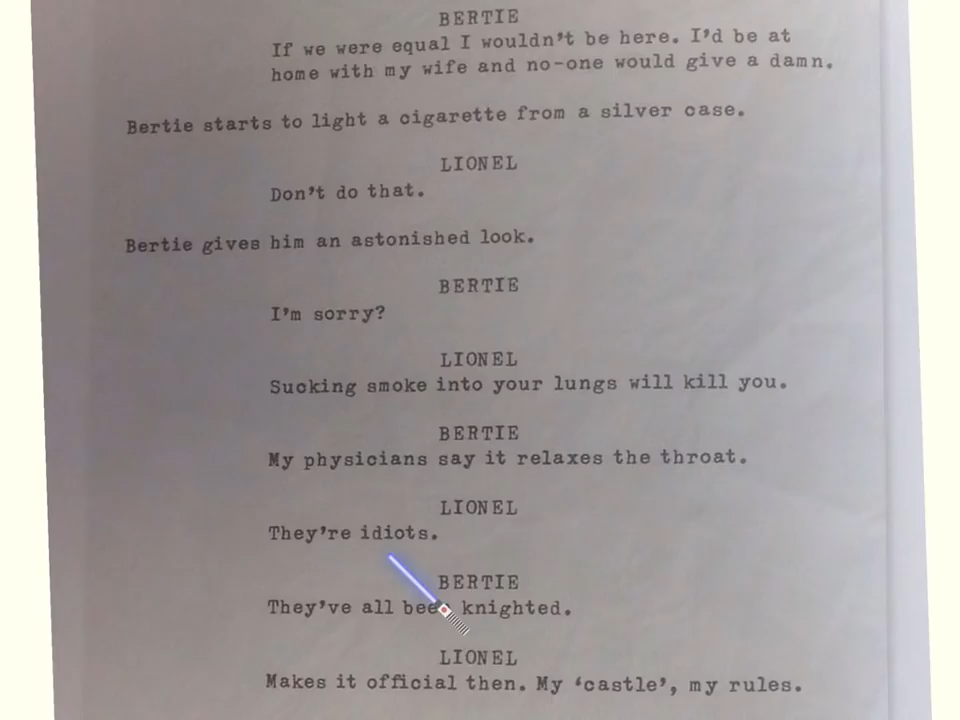 BERTIE
If we were equal I wouldn't be here. I'd be at
home with my wife and no-one would give a damn.
Bertie starts to light a cigarette from a silver case.
LIONEL
Don't do that.
Bertie gives him an astonished look.
BERTIE
I'm sorry?
LIONEL
Sucking smoke into your lungs will kill you.
BERTIE
My physicians say it relaxes the throat.
LIONEL
They're idiots.
BERTIE
They've all been knighted.
LIONEL
Makes it official then. My ‘castle’, my rules.